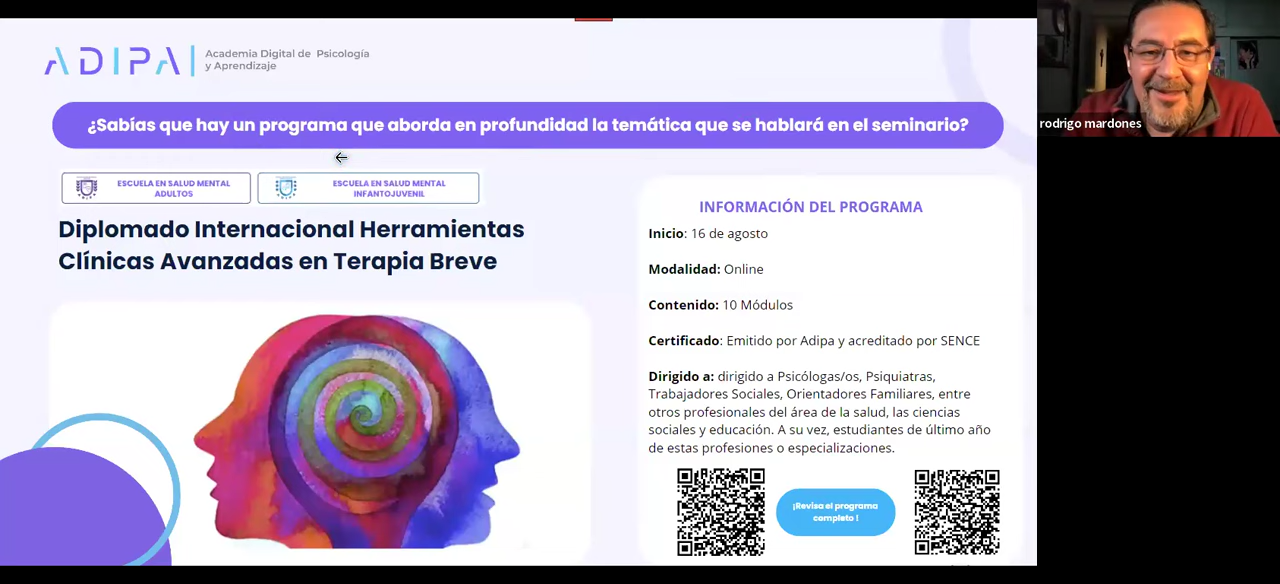 ADIPA
Academia Digital de Psicología
y Aprendizaje
¿Sabías que hay un programa que aborda en profundidad la temática que se hablará en el seminario?
ESCUELA EN SALUD MENTAL
ADULTOS
ESCUELA EN SALUD MENTAL
INFANTOJUVENIL
Diplomado Internacional Herramientas
Clínicas Avanzadas en Terapia Breve
INFORMACIÓN DEL PROGRAMA
Inicio: 16 de agosto
Modalidad: Online
Contenido: 10 Módulos
Certificado: Emitido por Adipa y acreditado por SENCE
Dirigido a: dirigido a Psicólogas/os, Psiquiatras,
Trabajadores Sociales, Orientadores Familiares, entre
otros profesionales del área de la salud, las ciencias
sociales y educación. A su vez, estudiantes de último año
de estas profesiones o especializaciones.
¡Revisa el programa
completo !
rodrigo mardones